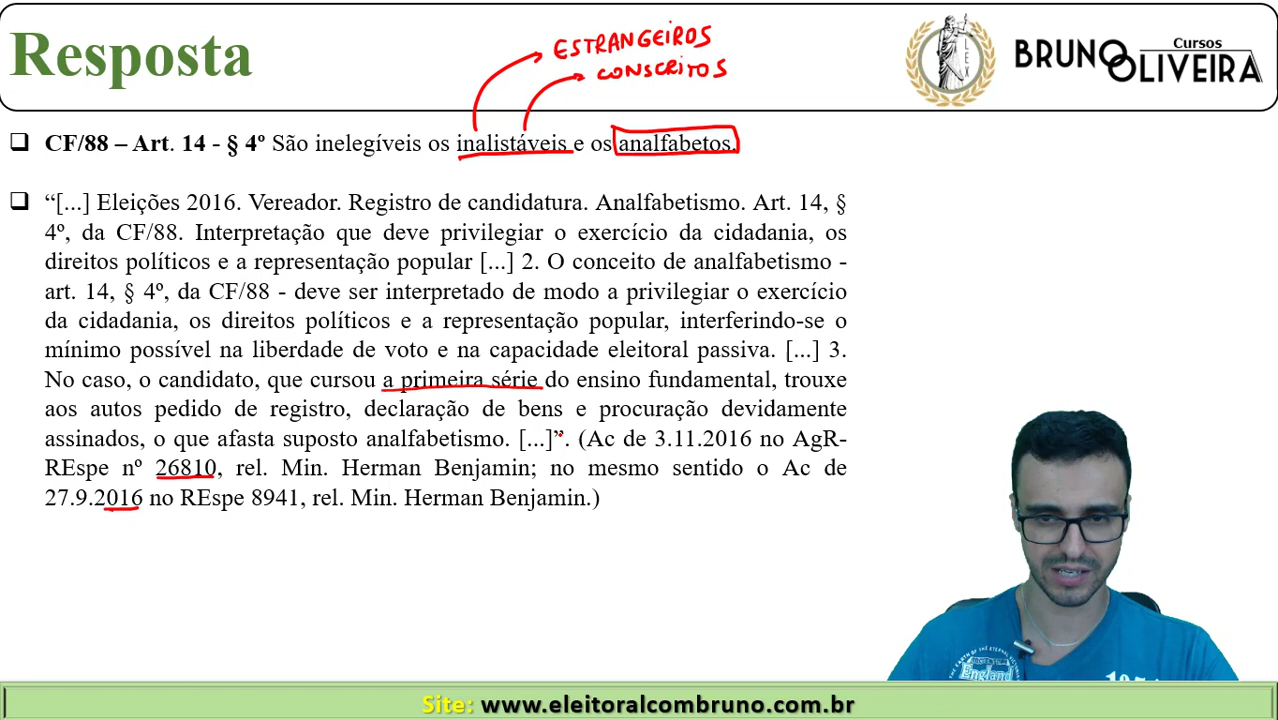 Resposta
ESTRANGEIROS
CONSCRITOS
LEX
Cursos
BRUNO OLIVEIRA
CF/88 – Art. 14 - § 4º São inelegíveis os inalistáveis e os analfabetos.
“[...] Eleições 2016. Vereador. Registro de candidatura. Analfabetismo. Art. 14, §
4º, da CF/88. Interpretação que deve privilegiar o exercício da cidadania, os
direitos políticos e a representação popular [...] 2. O conceito de analfabetismo -
art. 14, § 4º, da CF/88 - deve ser interpretado de modo a privilegiar o exercício
da cidadania, os direitos políticos e a representação popular, interferindo-se o
mínimo possível na liberdade de voto e na capacidade eleitoral passiva. [...] 3.
No caso, o candidato, que cursou a primeira série do ensino fundamental, trouxe
aos autos pedido de registro, declaração de bens e procuração devidamente
assinados, o que afasta suposto analfabetismo. [...]”. (Ac de 3.11.2016 no AgR-
REspe nº 26810, rel. Min. Herman Benjamin; no mesmo sentido o Ac de
27.9.2016 no REspe 8941, rel. Min. Herman Benjamin.)
England
Site: www.eleitoralcombruno.com.br